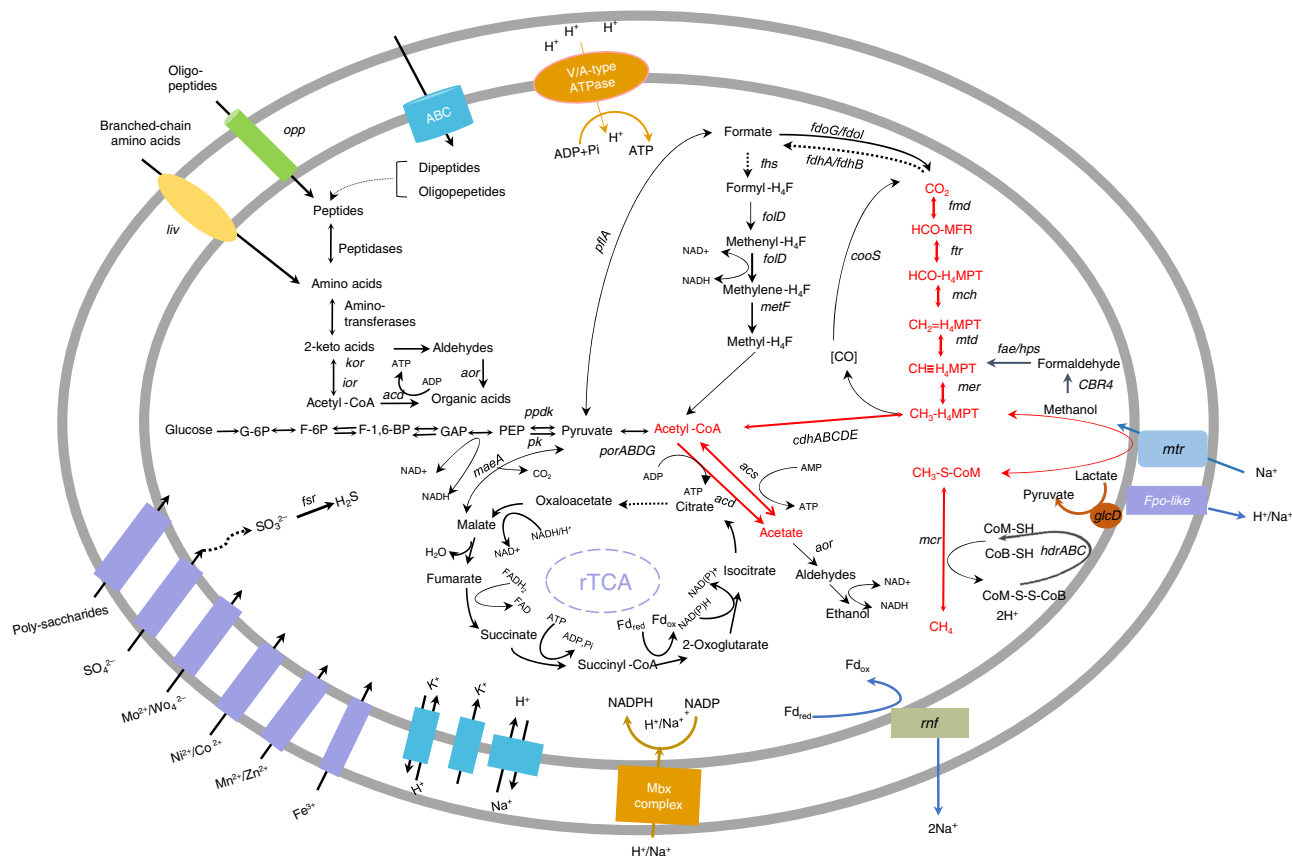 H⁺
H⁺
H⁺
V/A-type
ATPase
H⁺
ADP+Pi
ATP
Oligo-
peptides
opp
ABC
Branched-chain
amino acids
liv
Dipeptides
Oligopepetides
Peptides
Peptidases
Amino acids
Amino-
transferases
2-keto acids
Aldehydes
kor
ior
ATP
ADP
acd
aor
Acetyl-CoA
Organic acids
Formate
fdoG/fdoI
fdhA/fdhB
fhs
Formyl-H₄F
folD
Methenyl-H₄F
NAD+
folD
NADH
Methylene-H₄F
metF
Methyl-H₄F
pflA
cooS
[CO]
CO₂
fmd
HCO-MFR
ftr
HCO-H₄MPT
mch
CH₂=H₄MPT
mtd
CH≡H₄MPT
mer
CH₃-H₄MPT
fae/hps
Formaldehyde
CBR4
Methanol
Glucose
G-6P
F-6P
F-1,6-BP
GAP
PEP
ppdk
pk
Pyruvate
porABDG
Acetyl-CoA
cdhABCDE
NAD+
NADH
maeA
CO₂
ADP
ATP
acs
acd
AMP
ATP
CH₃-S-CoM
mtr
Na⁺
Lactate
Pyruvate
glcD
Fpo-like
H⁺/Na⁺
CoM-SH
CoB-SH
hdrABC
CoM-S-S-CoB
2H⁺
mcr
CH₄
Oxaloacetate
Citrate
Acetate
Malate
NADH/H⁺
NAD+
H₂O
Fumarate
FADH₂
FAD
rTCA
Isocitrate
NAD(P)⁺
NAD(P)H
aor
Aldehydes
NAD+
NADH
Ethanol
Succinate
ATP
ADP,Pi
Fd_red
Fd_ox
2-Oxoglutarate
Succinyl-CoA
fsr
H₂S
SO₃²⁻
Poly-saccharides
SO₄²⁻
Mo²⁺/Wo₄²⁻
Ni²⁺/Co²⁺
Mn²⁺/Zn²⁺
Fe³⁺
K⁺
H⁺
K⁺
H⁺
Na⁺
NADPH
NADP⁺
H⁺/Na⁺
Mbx
complex
H⁺/Na⁺
Fd_ox
Fd_red
rnf
2Na⁺